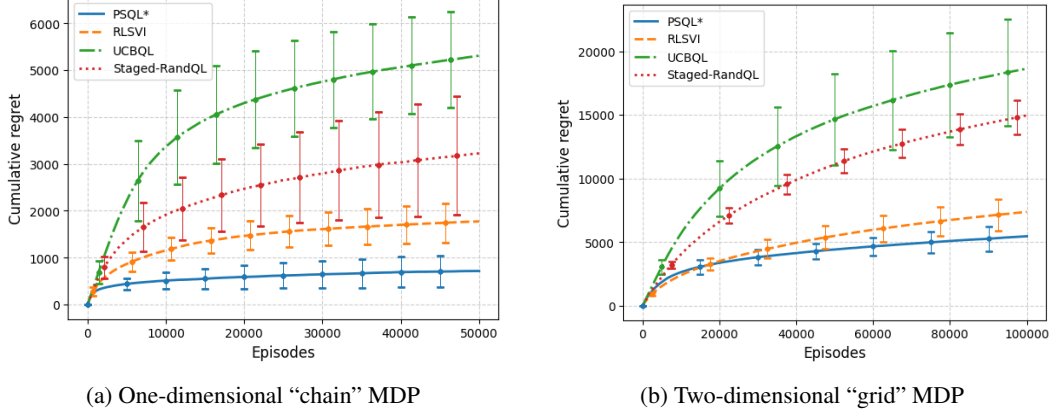 PSQL*
RLSVI
UCBQL
Staged-RandQL
6000
5000
4000
3000
2000
1000
0
Cumulative regret
0 10000 20000 30000 40000 50000
Episodes
(a) One-dimensional “chain” MDP
PSQL*
RLSVI
UCBQL
Staged-RandQL
20000
15000
10000
5000
0
Cumulative regret
0 20000 40000 60000 80000 100000
Episodes
(b) Two-dimensional “grid” MDP